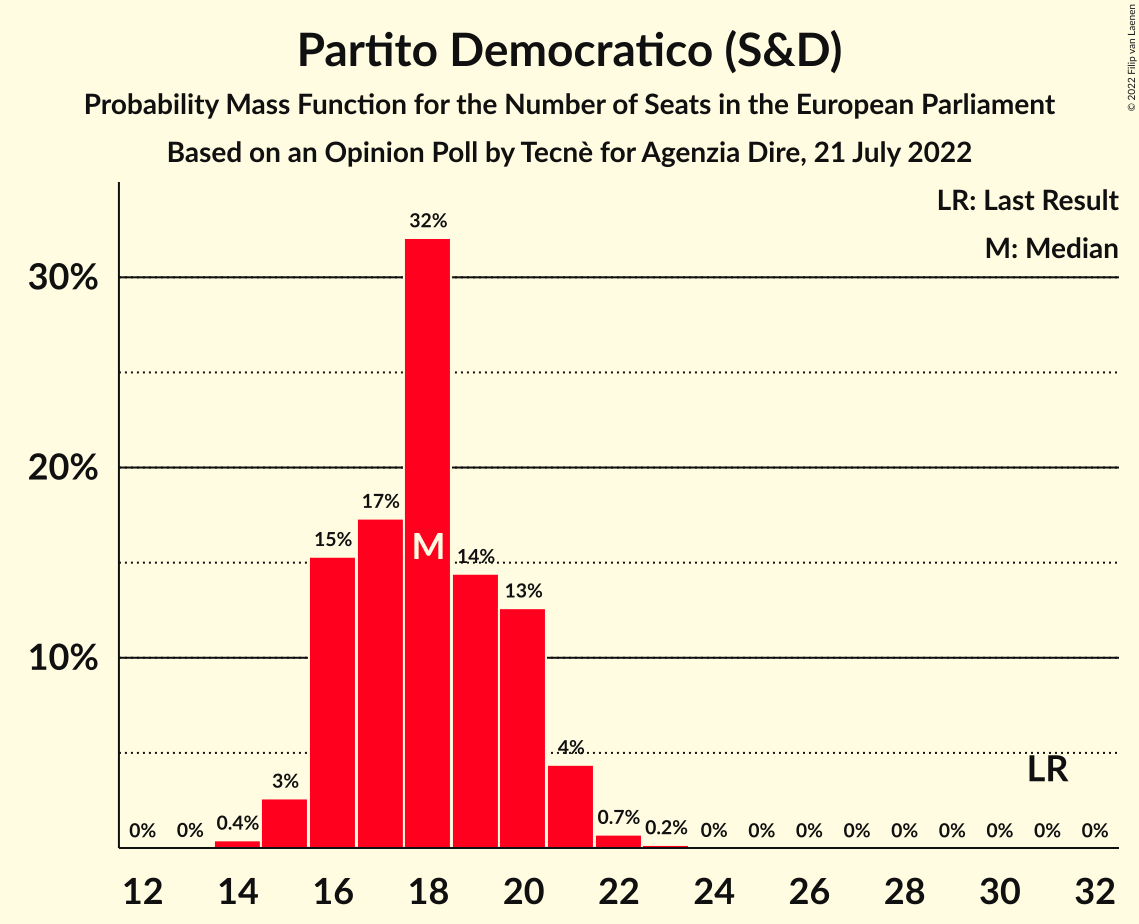 Partito Democratico (S&D)
Probability Mass Function for the Number of Seats in the European Parliament
Based on an Opinion Poll by Tecnè for Agenzia Dire, 21 July 2022
© 2022 Filip van Laenen
LR: Last Result
M: Median
30%
20%
10%
0% 0% 0.4% 3% 15% 17% 32% 14% 13% 4% 0.7% 0.2% 0% 0% 0% 0% 0% 0% 0% 0% 0%
M
LR
12 14 16 18 20 22 24 26 28 30 32